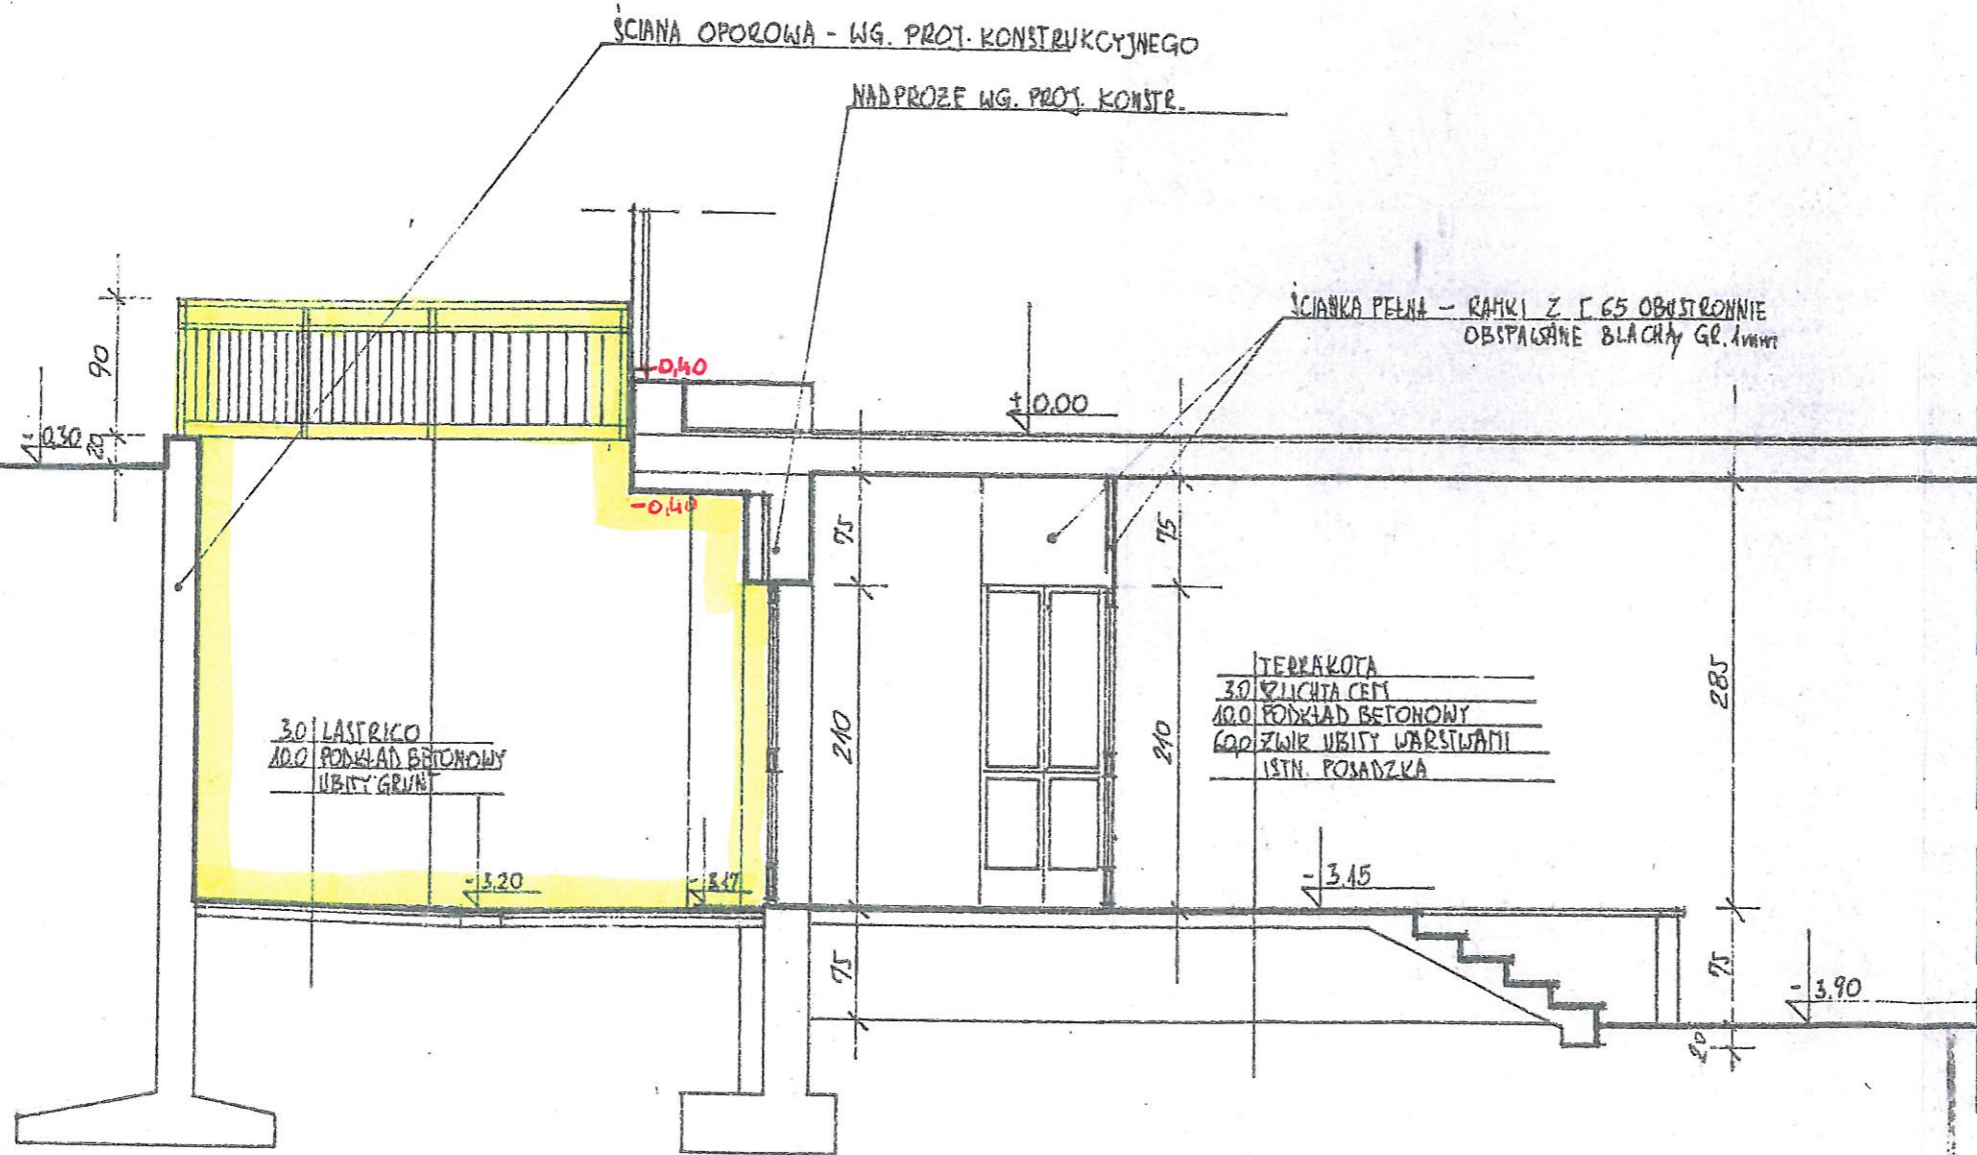 ŚCIANA OPOROWA - WG. PROJ. KONSTRUKCYJNEGO
NADPROŻE WG. PROJ. KONSTR.
ŚCIANKA PEŁNA - RAMKI Z [ 65 OBUSTRONNIE
OBSPAWANE BLACHĄ GR. 1mm
90
-0,40
± 0,00
- 0,30
20
-0,40
75
75
TERRAKOTA
3.0 SZLICHTA CEM
10.0 PODKŁAD BETONOWY
60,0 ŻWIR UBITY WARSTWAMI
ISTN. POSADZKA
285
210
210
3.0 LASTRICO
10.0 PODKŁAD BETONOWY
UBITY GRUNT
- 3,20
- 3,17
- 3,15
75
75
- 3,90
20